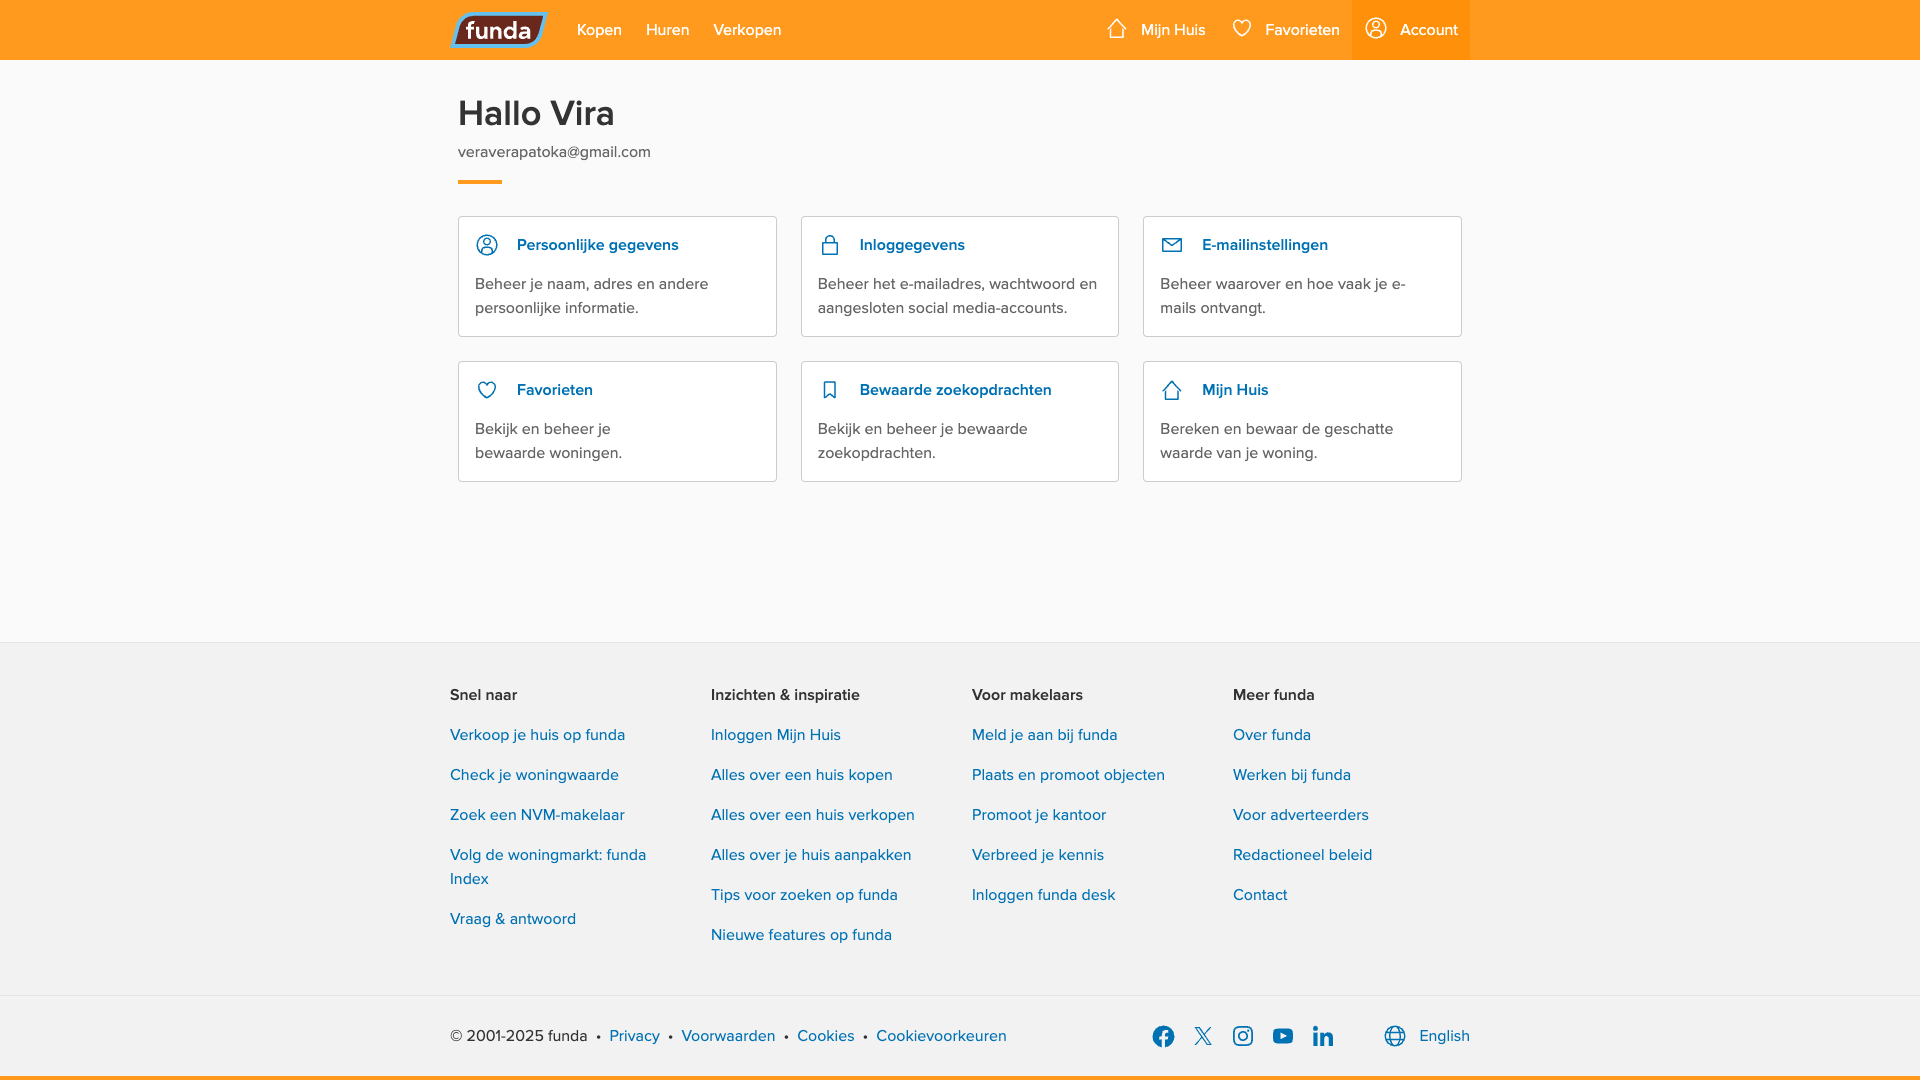 funda
Kopen
Huren
Verkopen
Mijn Huis
Favorieten
Account
Hallo Vira
veraverapatoka@gmail.com
Persoonlijke gegevens
Beheer je naam, adres en andere
persoonlijke informatie.
Inloggegevens
Beheer het e-mailadres, wachtwoord en
aangesloten social media-accounts.
E-mailinstellingen
Beheer waarover en hoe vaak je e-
mails ontvangt.
Favorieten
Bekijk en beheer je
bewaarde woningen.
Bewaarde zoekopdrachten
Bekijk en beheer je bewaarde
zoekopdrachten.
Mijn Huis
Bereken en bewaar de geschatte
waarde van je woning.
Snel naar
Verkoop je huis op funda
Check je woningwaarde
Zoek een NVM-makelaar
Volg de woningmarkt: funda
Index
Vraag & antwoord
Inzichten & inspiratie
Inloggen Mijn Huis
Alles over een huis kopen
Alles over een huis verkopen
Alles over je huis aanpakken
Tips voor zoeken op funda
Nieuwe features op funda
Voor makelaars
Meld je aan bij funda
Plaats en promoot objecten
Promoot je kantoor
Verbreed je kennis
Inloggen funda desk
Meer funda
Over funda
Werken bij funda
Voor adverteerders
Redactioneel beleid
Contact
© 2001-2025 funda • Privacy • Voorwaarden • Cookies • Cookievoorkeuren
English